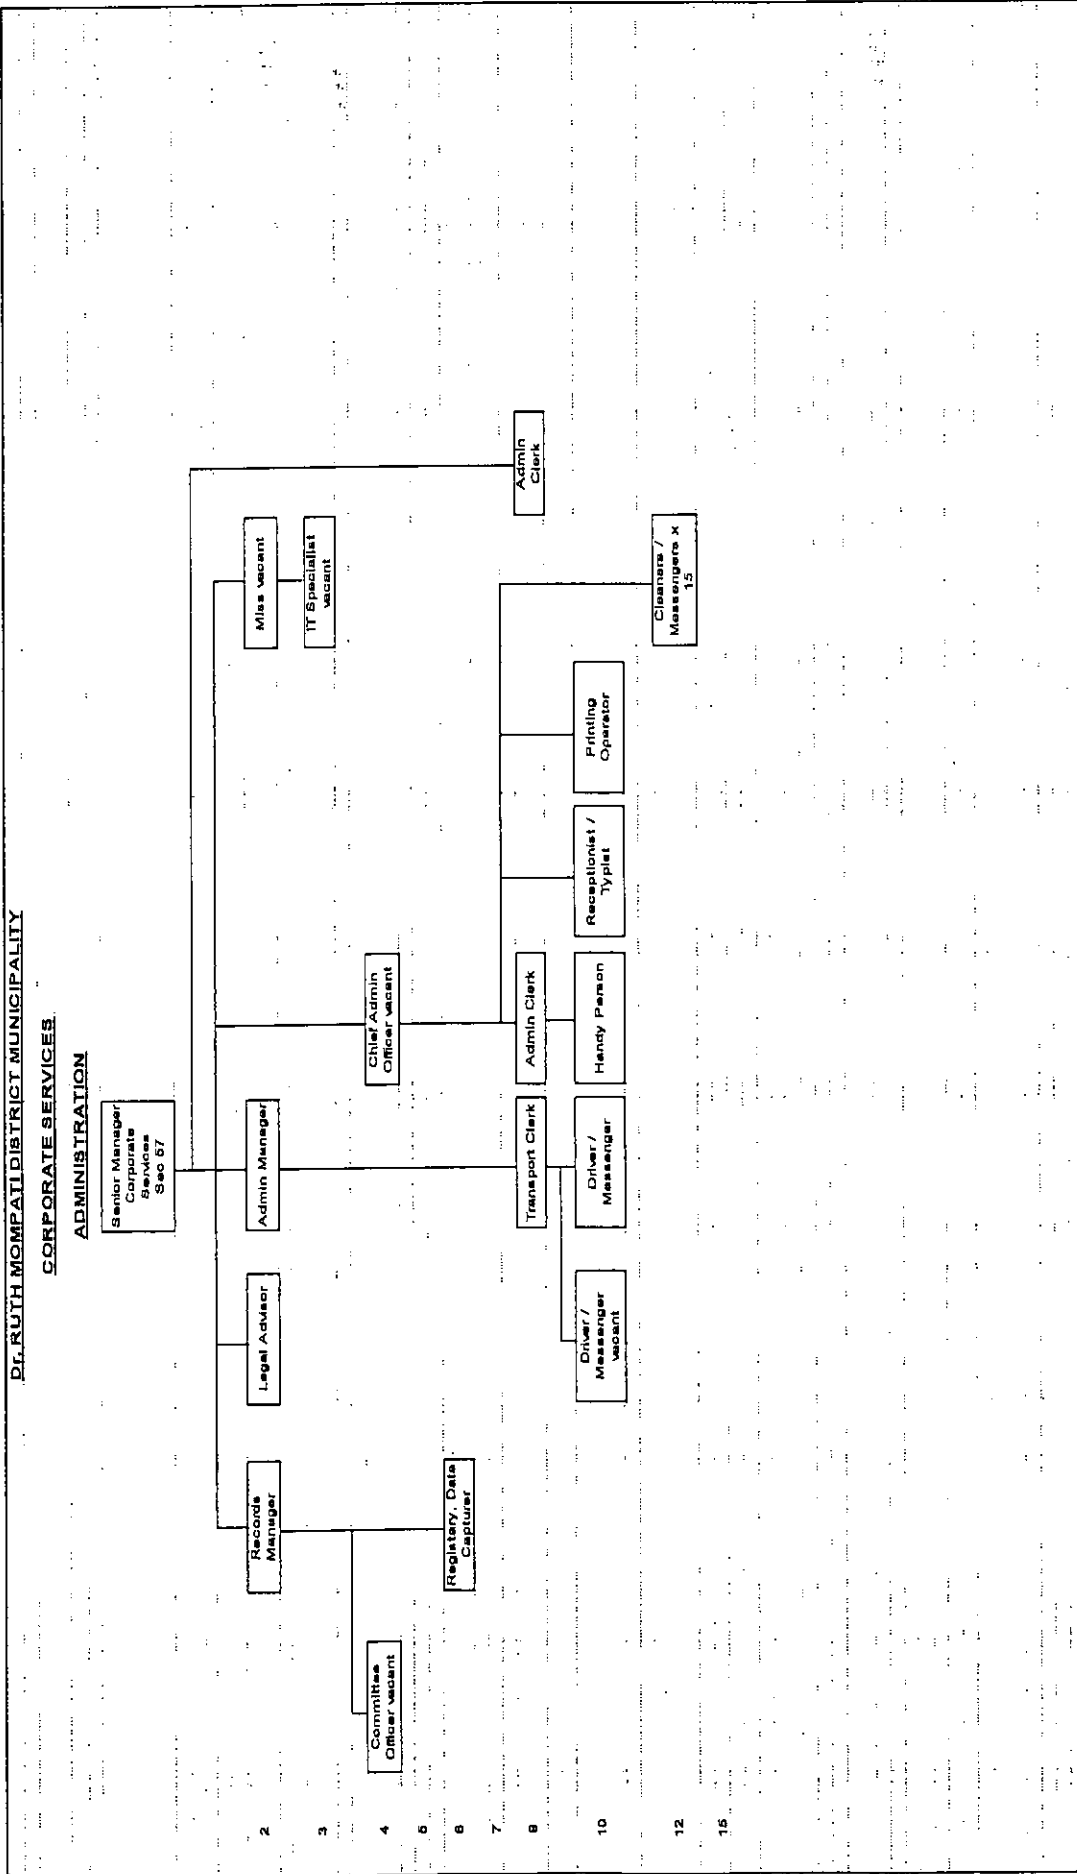 Dr. RUTH MOMPATI DISTRICT MUNICIPALITY
CORPORATE SERVICES
ADMINISTRATION
Senior Manager
Corporate
Services
Sec 57
2
Records
Manager
Legal Advisor
Admin Manager
Miss vacant
3
IT Specialist
vacant
4
Committee
Officer vacant
Chief Admin
Officer vacant
5
6
Registary, Data
Capturer
7
8
Transport Clerk
Admin Clerk
Admin
Clerk
10
Driver /
Messenger
vacant
Driver /
Messenger
Handy Person
Receptionist /
Typist
Printing
Operator
12
Cleaners /
Messengers x
15
15